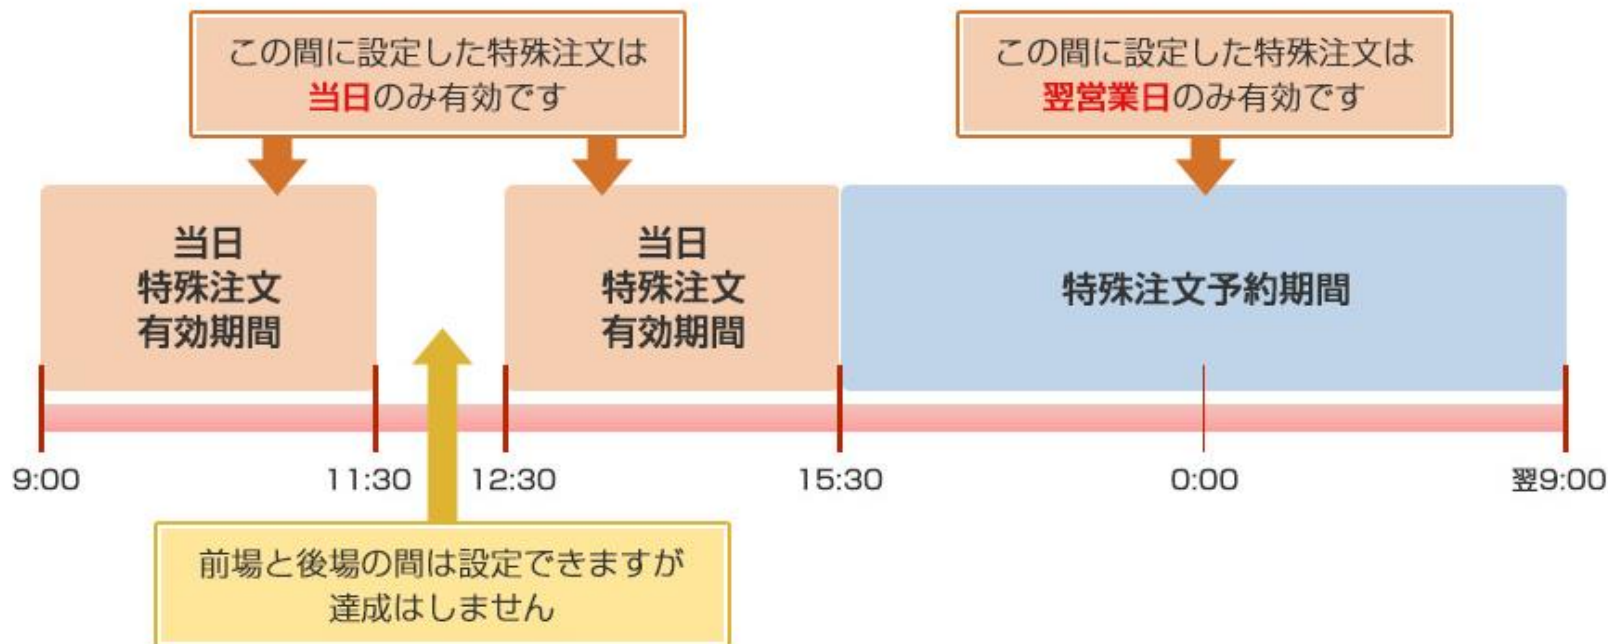 この間に設定した特殊注文は
当日のみ有効です
この間に設定した特殊注文は
翌営業日のみ有効です
当日
特殊注文
有効期間
当日
特殊注文
有効期間
特殊注文予約期間
9:00
11:30
12:30
15:30
0:00
翌9:00
前場と後場の間は設定できますが
達成はしません